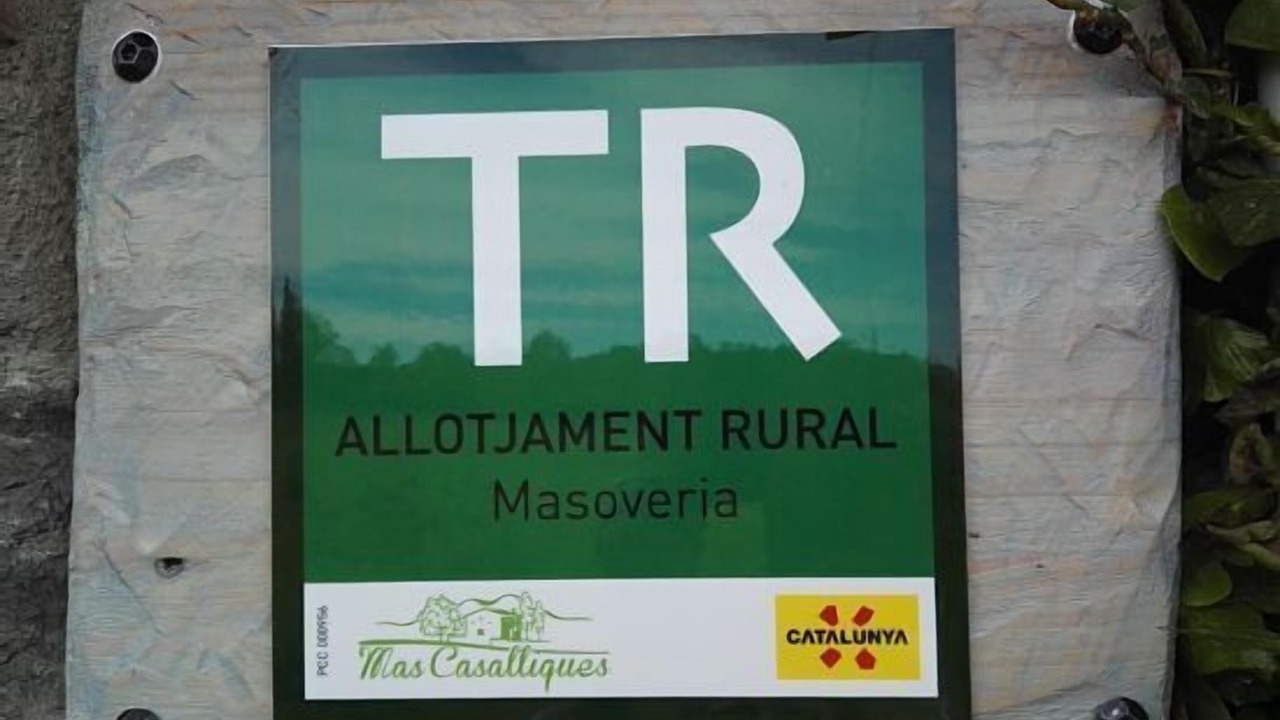 TR
ALLOTJAMENT RURAL
Masoveria
PCC 000956
Mas Casalliques
CATALUNYA